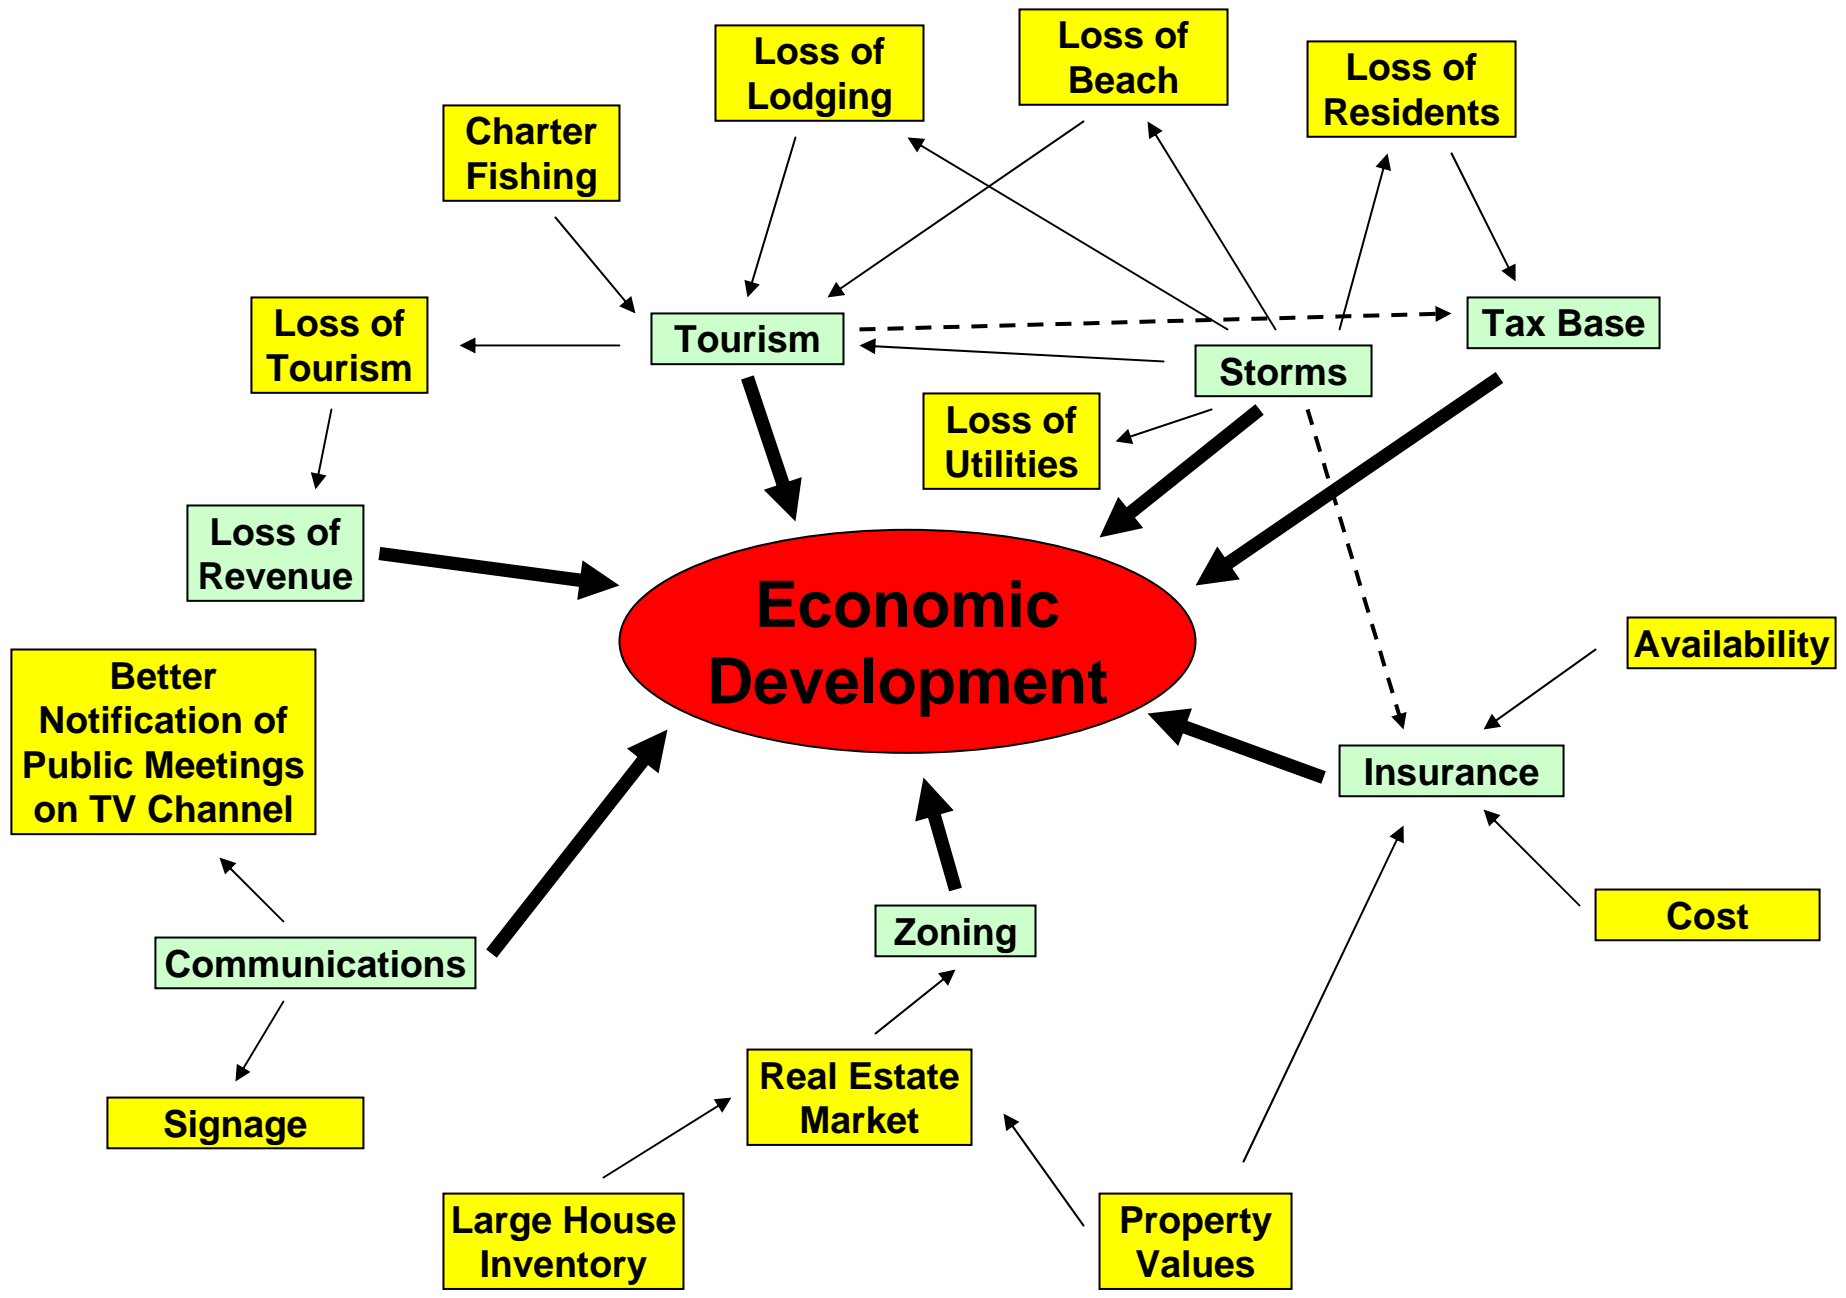 Loss of
Lodging
Loss of
Beach
Loss of
Residents
Charter
Fishing
Loss of
Tourism
Tourism
Storms
Tax Base
Loss of
Utilities
Loss of
Revenue
Economic
Development
Availability
Better
Notification of
Public Meetings
on TV Channel
Insurance
Communications
Zoning
Cost
Signage
Real Estate
Market
Large House
Inventory
Property
Values